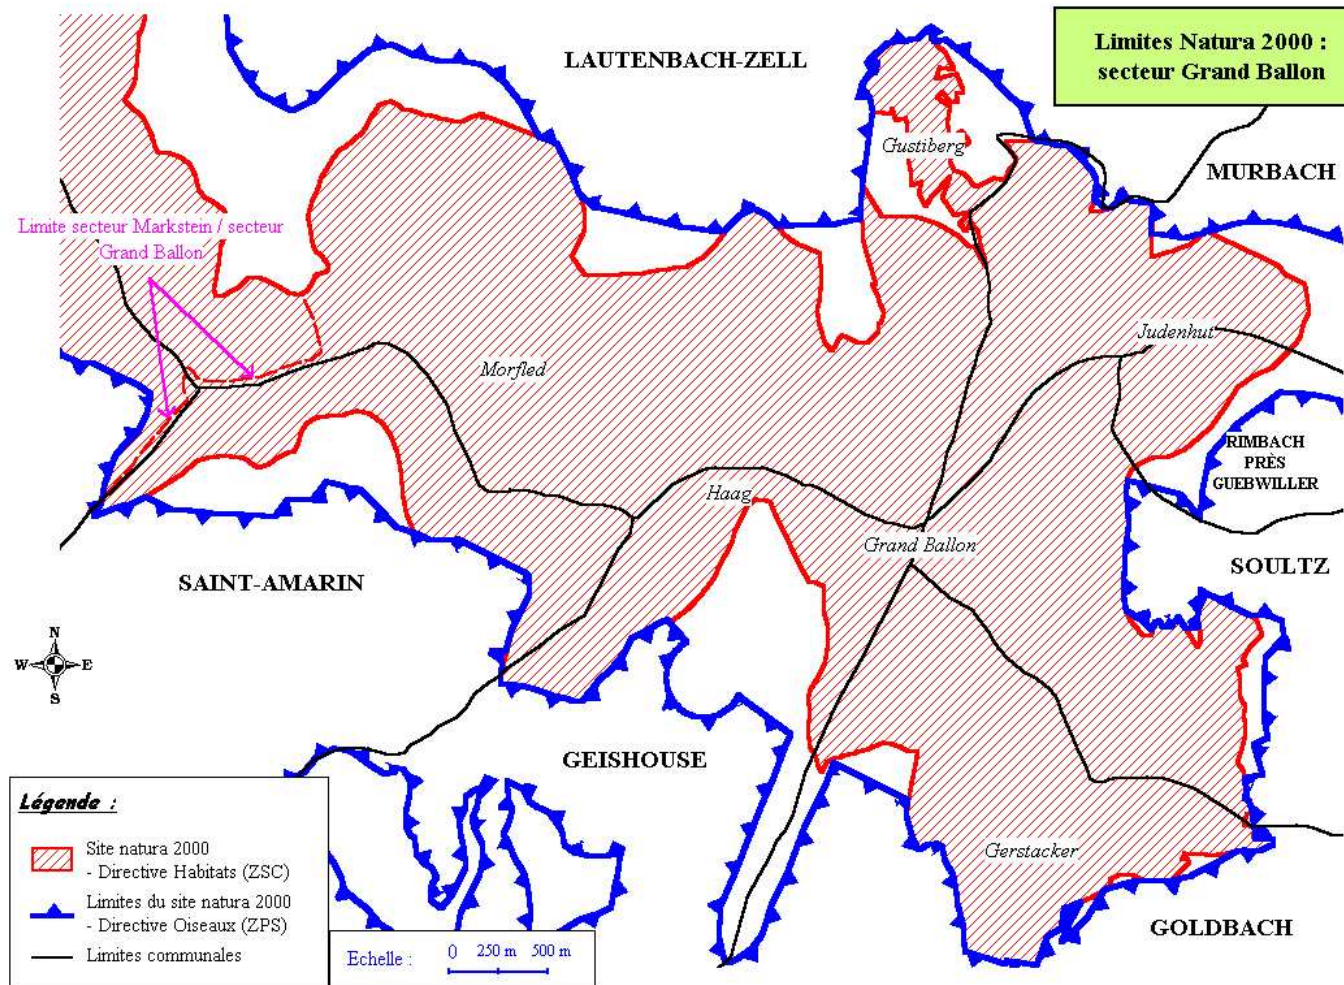 Limites Natura 2000 :
secteur Grand Ballon
LAUTENBACH-ZELL
Gustiberg
MURBACH
Limite secteur Markstein / secteur
Grand Ballon
Judenhut
Morfled
RIMBACH
PRÈS
GUEBWILLER
Haag
Grand Ballon
SOULTZ
SAINT-AMARIN
N
W
E
S
GEISHOUSE
Gerstacker
GOLDBACH
Légende :
Site natura 2000
- Directive Habitats (ZSC)
Limites du site natura 2000
- Directive Oiseaux (ZPS)
Limites communales
Echelle :
0 250 m 500 m